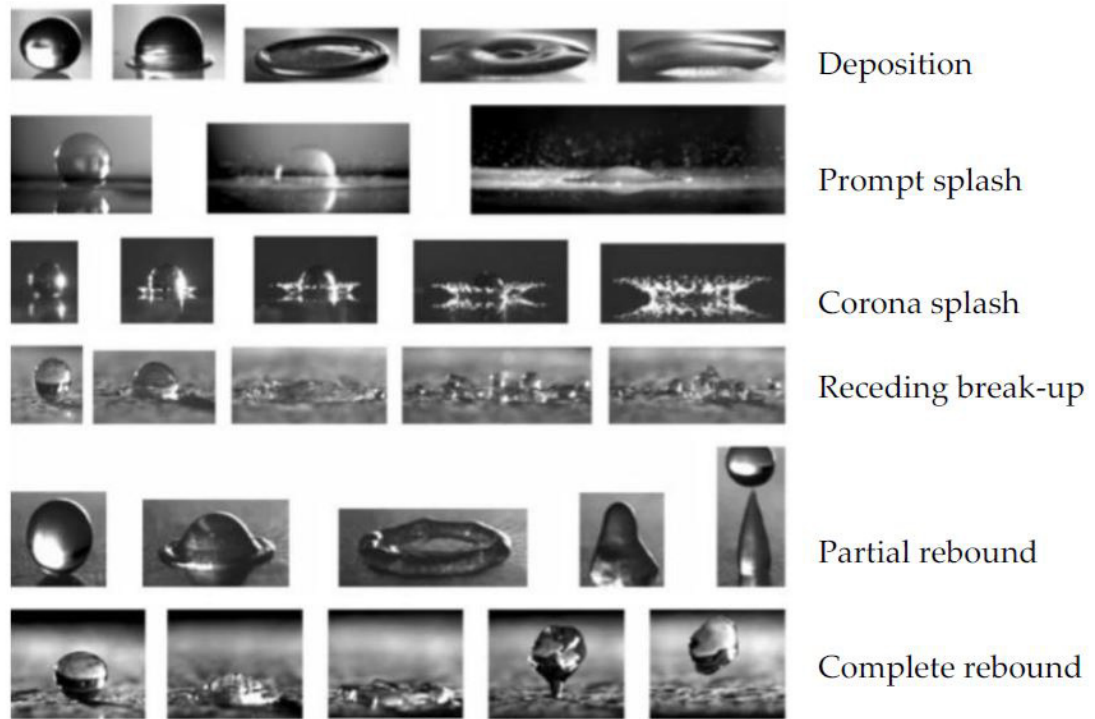 Deposition
Prompt splash
Corona splash
Receding break-up
Partial rebound
Complete rebound